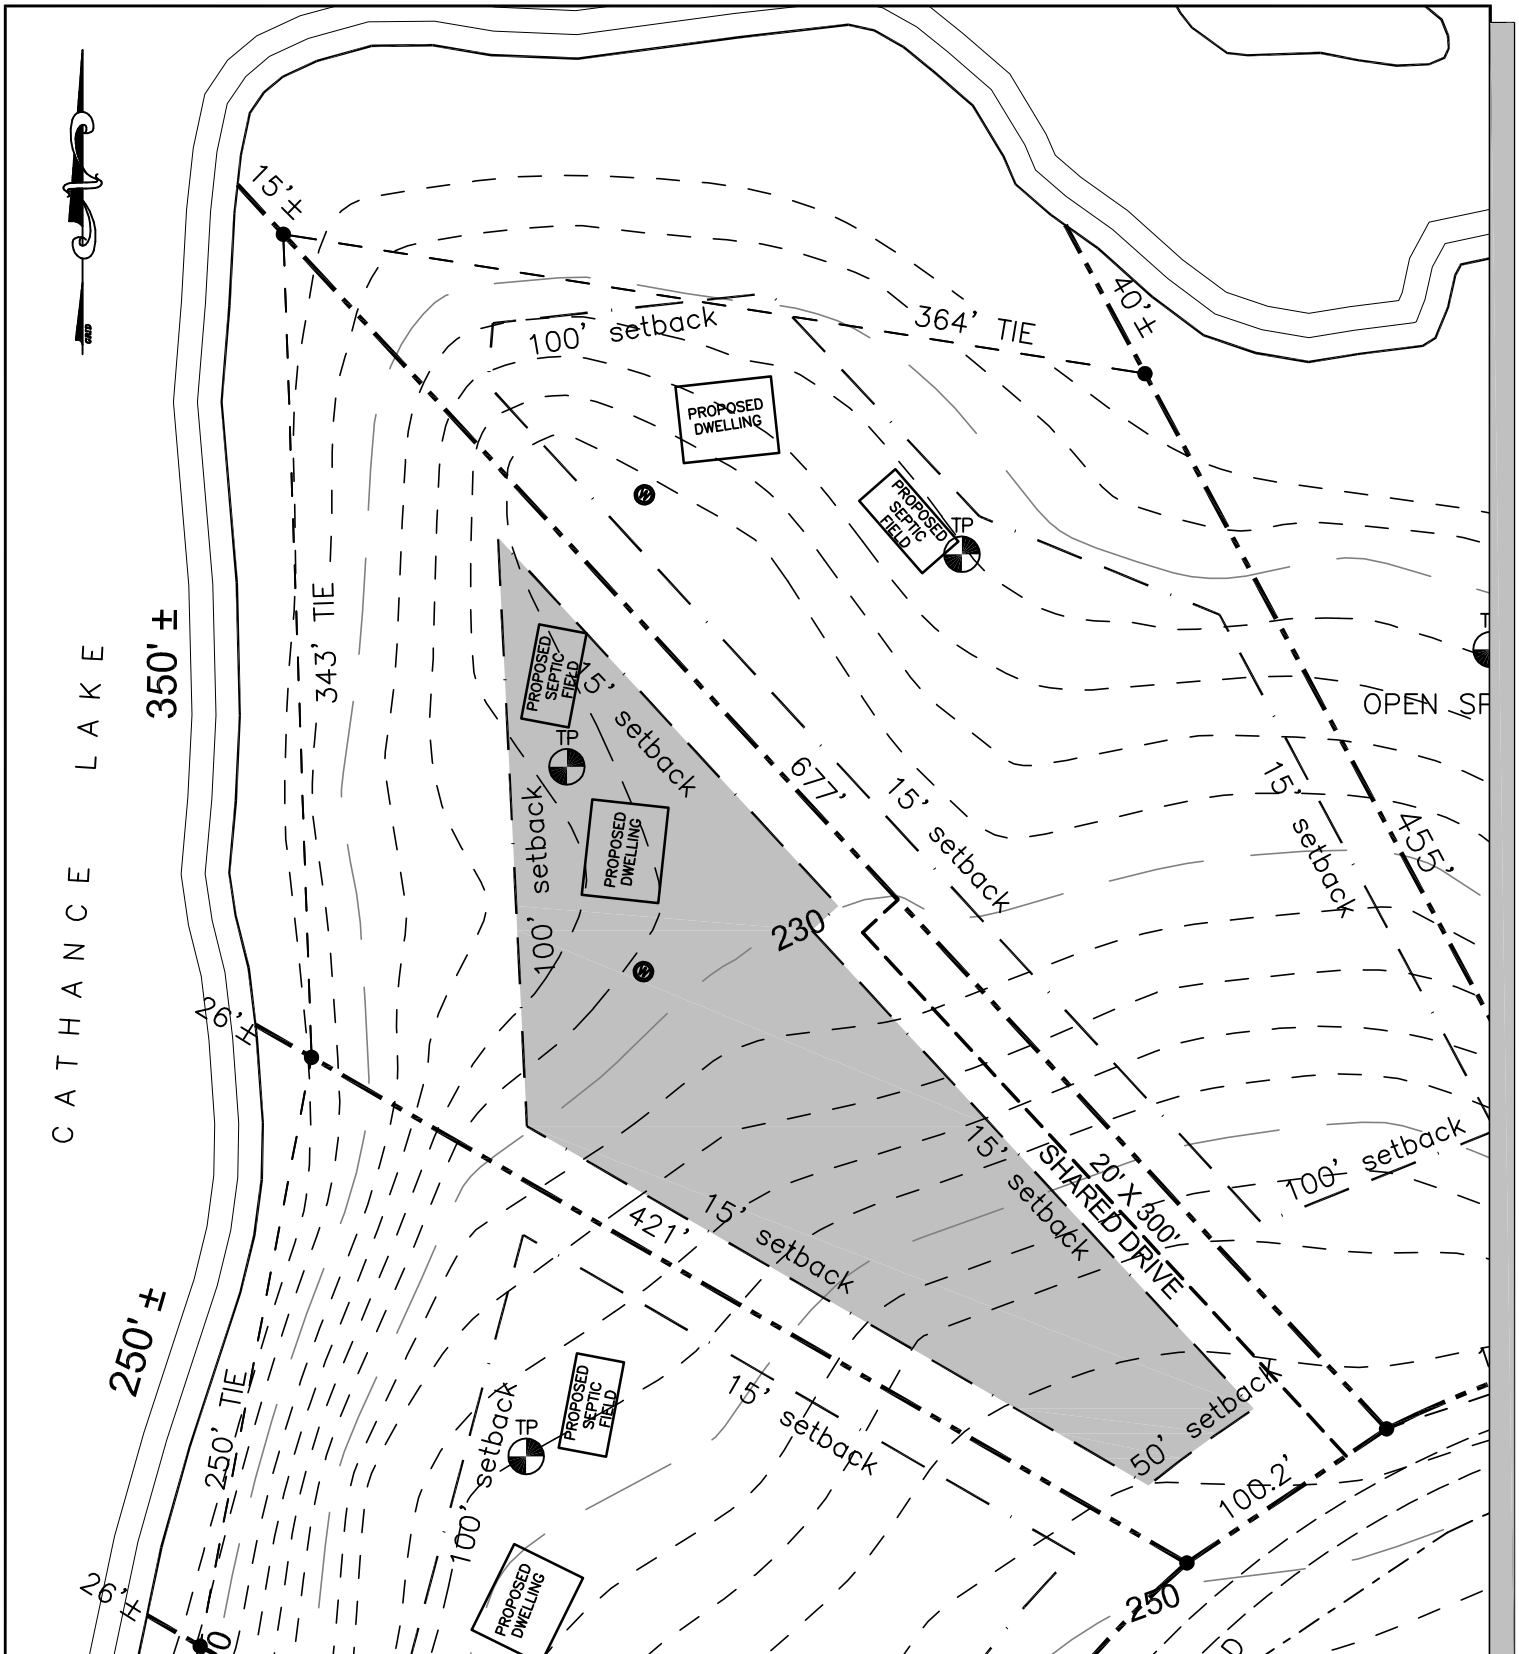 GRID
15'±
100' setback
364' TIE
40'±
PROPOSED
DWELLING
PROPOSED
SEPTIC
FIELD
TP
W
343' TIE
350' ±
CATHANCE LAKE
PROPOSED
SEPTIC
FIELD
15' setback
TP
OPEN SP
677'
15' setback
15' setback
455'
100' setback
PROPOSED
DWELLING
230
W
26'±
15' setback
20' X 300'
SHARED DRIVE
100' setback
421'
15' setback
250' ±
250' TIE
15' setback
PROPOSED
SEPTIC
FIELD
TP
100' setback
50' setback
100.2'
PROPOSED
DWELLING
250
26'±
0
D